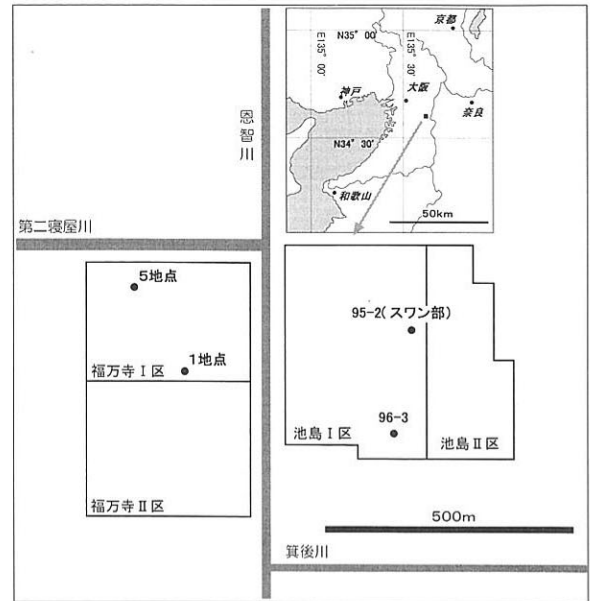 京都
N35° 00'
E135° 00'
E135° 30'
神戸
大阪
奈良
N34° 30'
和歌山
50km
恩智川
第二寝屋川
5地点
1地点
福万寺Ⅰ区
福万寺Ⅱ区
95-2(スワン部)
96-3
池島Ⅰ区
池島Ⅱ区
500m
箕後川